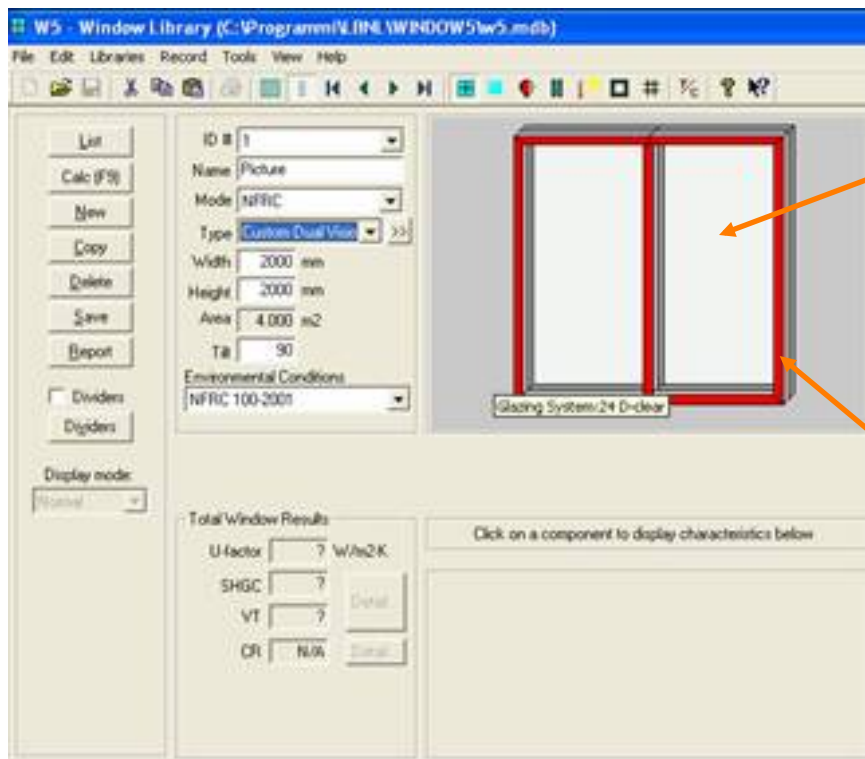 W5 - Window Library (C:\Programmi\LBNL\WINDOW5\w5.mdb)
File Edit Libraries Record Tools View Help
List
Calc (F9)
New
Copy
Delete
Save
Report
Dividers
Dividers
Display mode:
Normal
ID # 1
Name Picture
Mode NFRC
Type Custom Dual Visio >>
Width 2000 mm
Height 2000 mm
Area 4.000 m2
Tilt 90
Environmental Conditions
NFRC 100-2001
Glazing System:24 D-clear
Total Window Results
U-factor ? W/m2-K
SHGC ?
VT ?
Detail
CR N/A Detail
Click on a component to display characteristics below